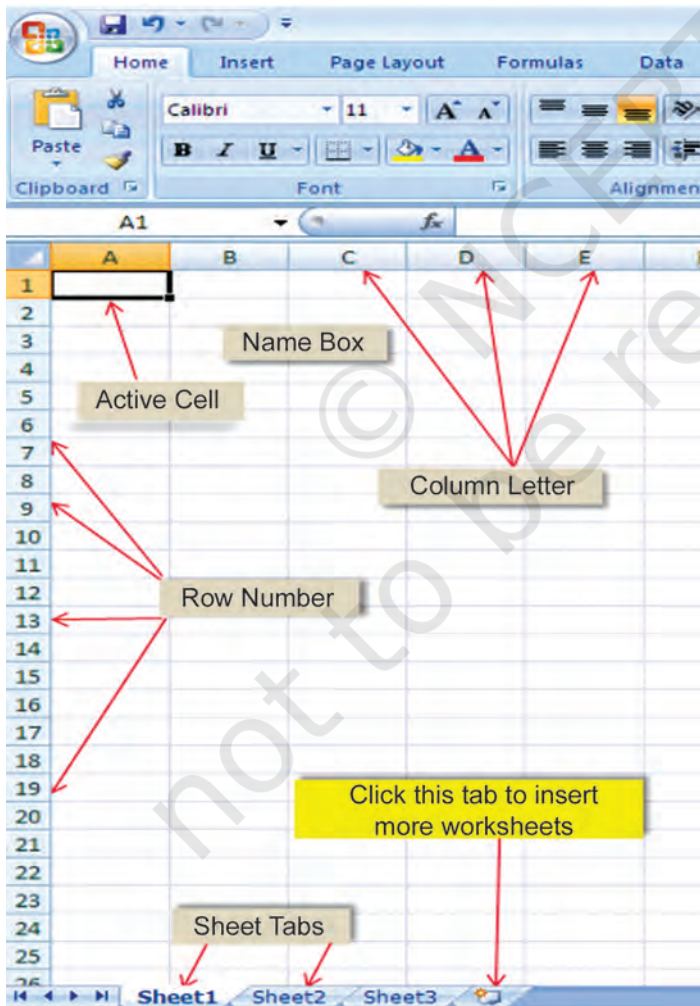 Home Insert Page Layout Formulas Data
Calibri 11 A A
Paste
B I U A
Clipboard Font Alignmen
A1 fx
A B C D E
1
2
3 Name Box
4
5 Active Cell
6
7
8 Column Letter
9
10
11
12 Row Number
13
14
15
16
17
18
19 Click this tab to insert
20 more worksheets
21
22
23
24 Sheet Tabs
25
26
Sheet1 Sheet2 Sheet3
© NCER
not to be re